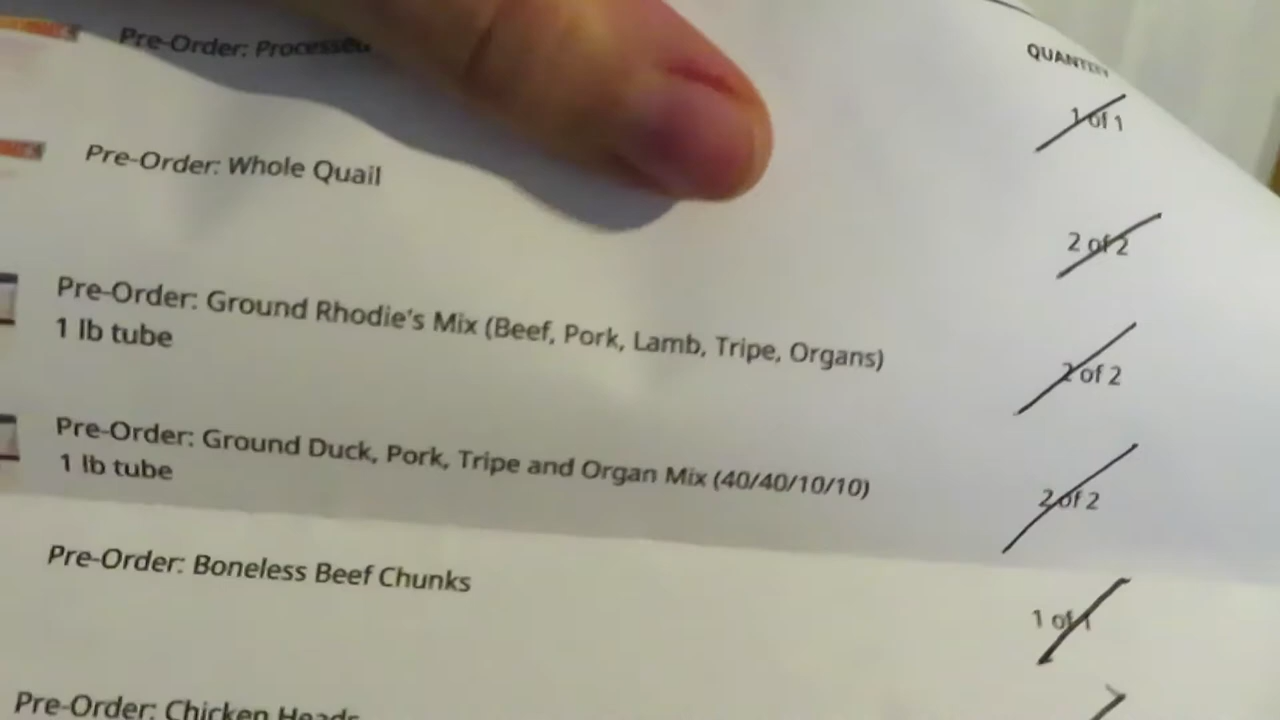 QUANTITY
Pre-Order: Processed
1 of 1
Pre-Order: Whole Quail
2 of 2
Pre-Order: Ground Rhodie's Mix (Beef, Pork, Lamb, Tripe, Organs)
1 lb tube
2 of 2
Pre-Order: Ground Duck, Pork, Tripe and Organ Mix (40/40/10/10)
1 lb tube
2 of 2
Pre-Order: Boneless Beef Chunks
1 of 1
Pre-Order: Chicken Heads